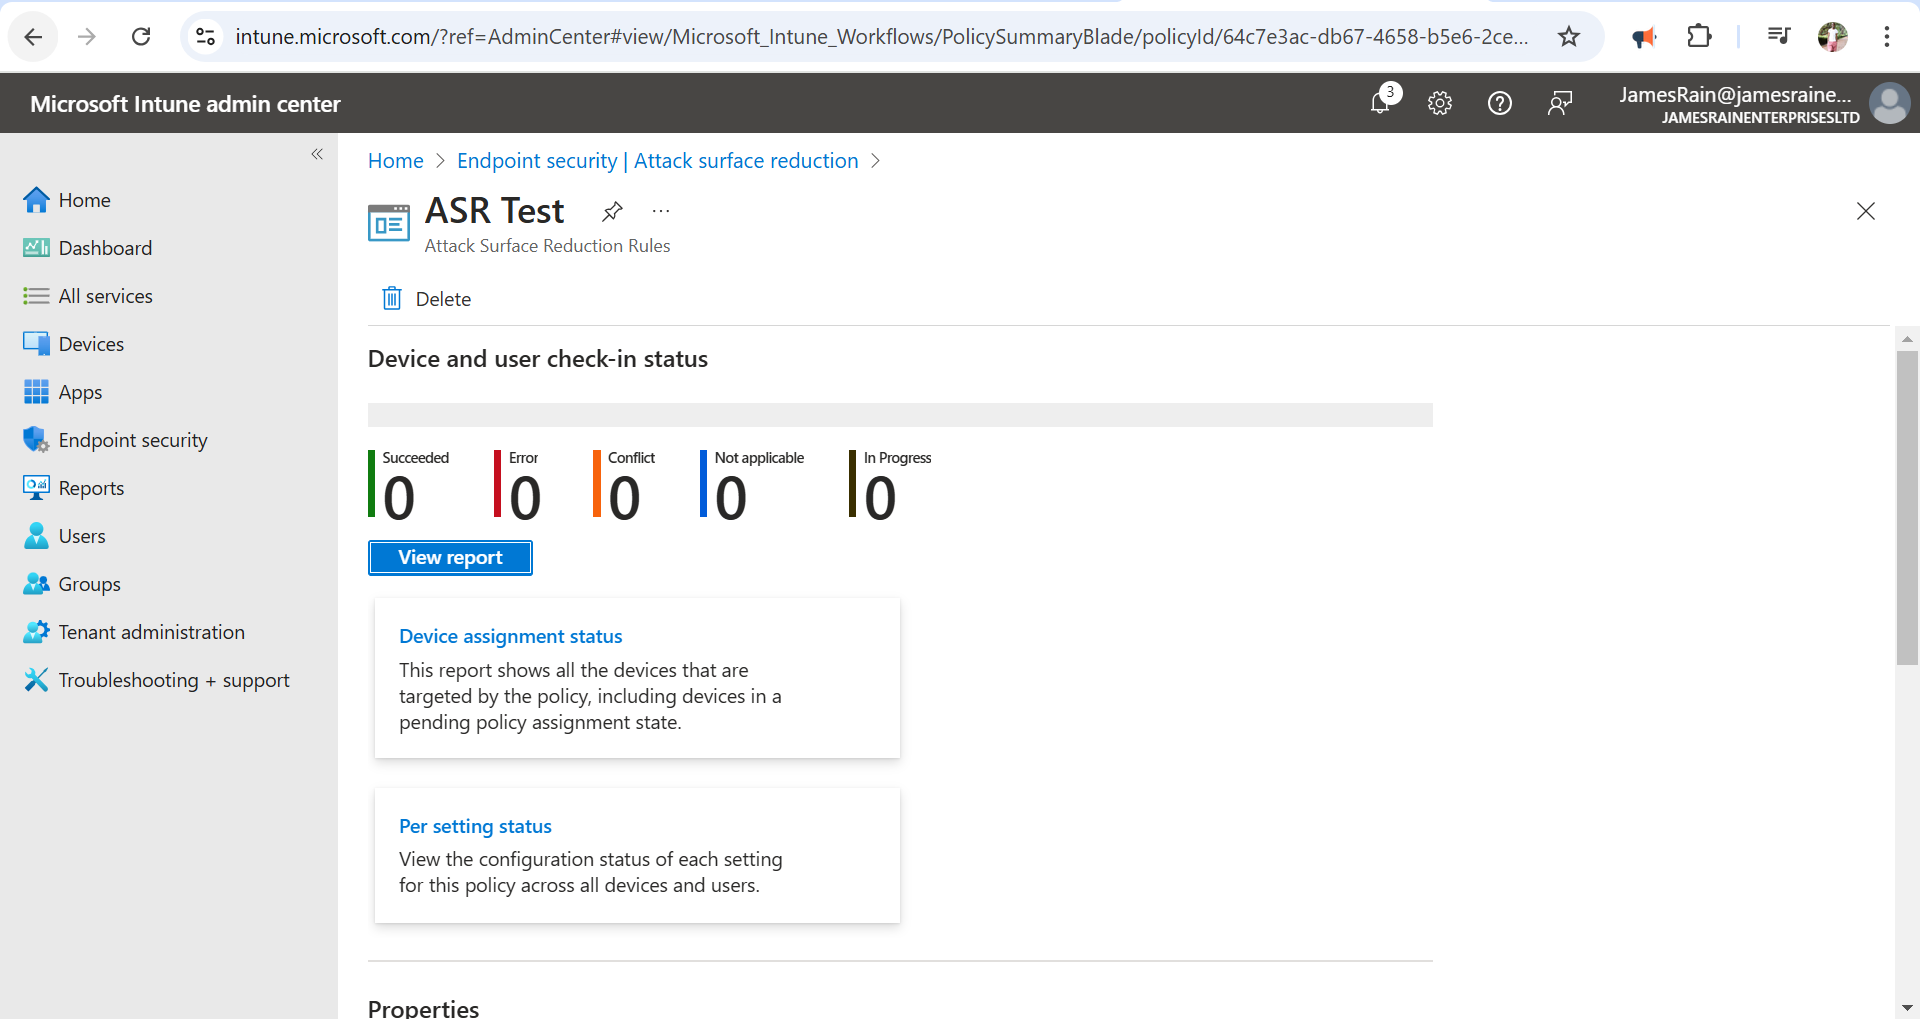 intune.microsoft.com/?ref=AdminCenter#view/Microsoft_Intune_Workflows/PolicySummaryBlade/policyId/64c7e3ac-db67-4658-b5e6-2ce...
Microsoft Intune admin center
3
JamesRain@jamesraine...
JAMESRAINENTERPRISESLTD
Home
Dashboard
All services
Devices
Apps
Endpoint security
Reports
Users
Groups
Tenant administration
Troubleshooting + support
Home > Endpoint security | Attack surface reduction >
ASR Test
Attack Surface Reduction Rules
Delete
Device and user check-in status
Succeeded Error Conflict Not applicable In Progress
0 0 0 0 0
View report
Device assignment status
This report shows all the devices that are
targeted by the policy, including devices in a
pending policy assignment state.
Per setting status
View the configuration status of each setting
for this policy across all devices and users.
Properties